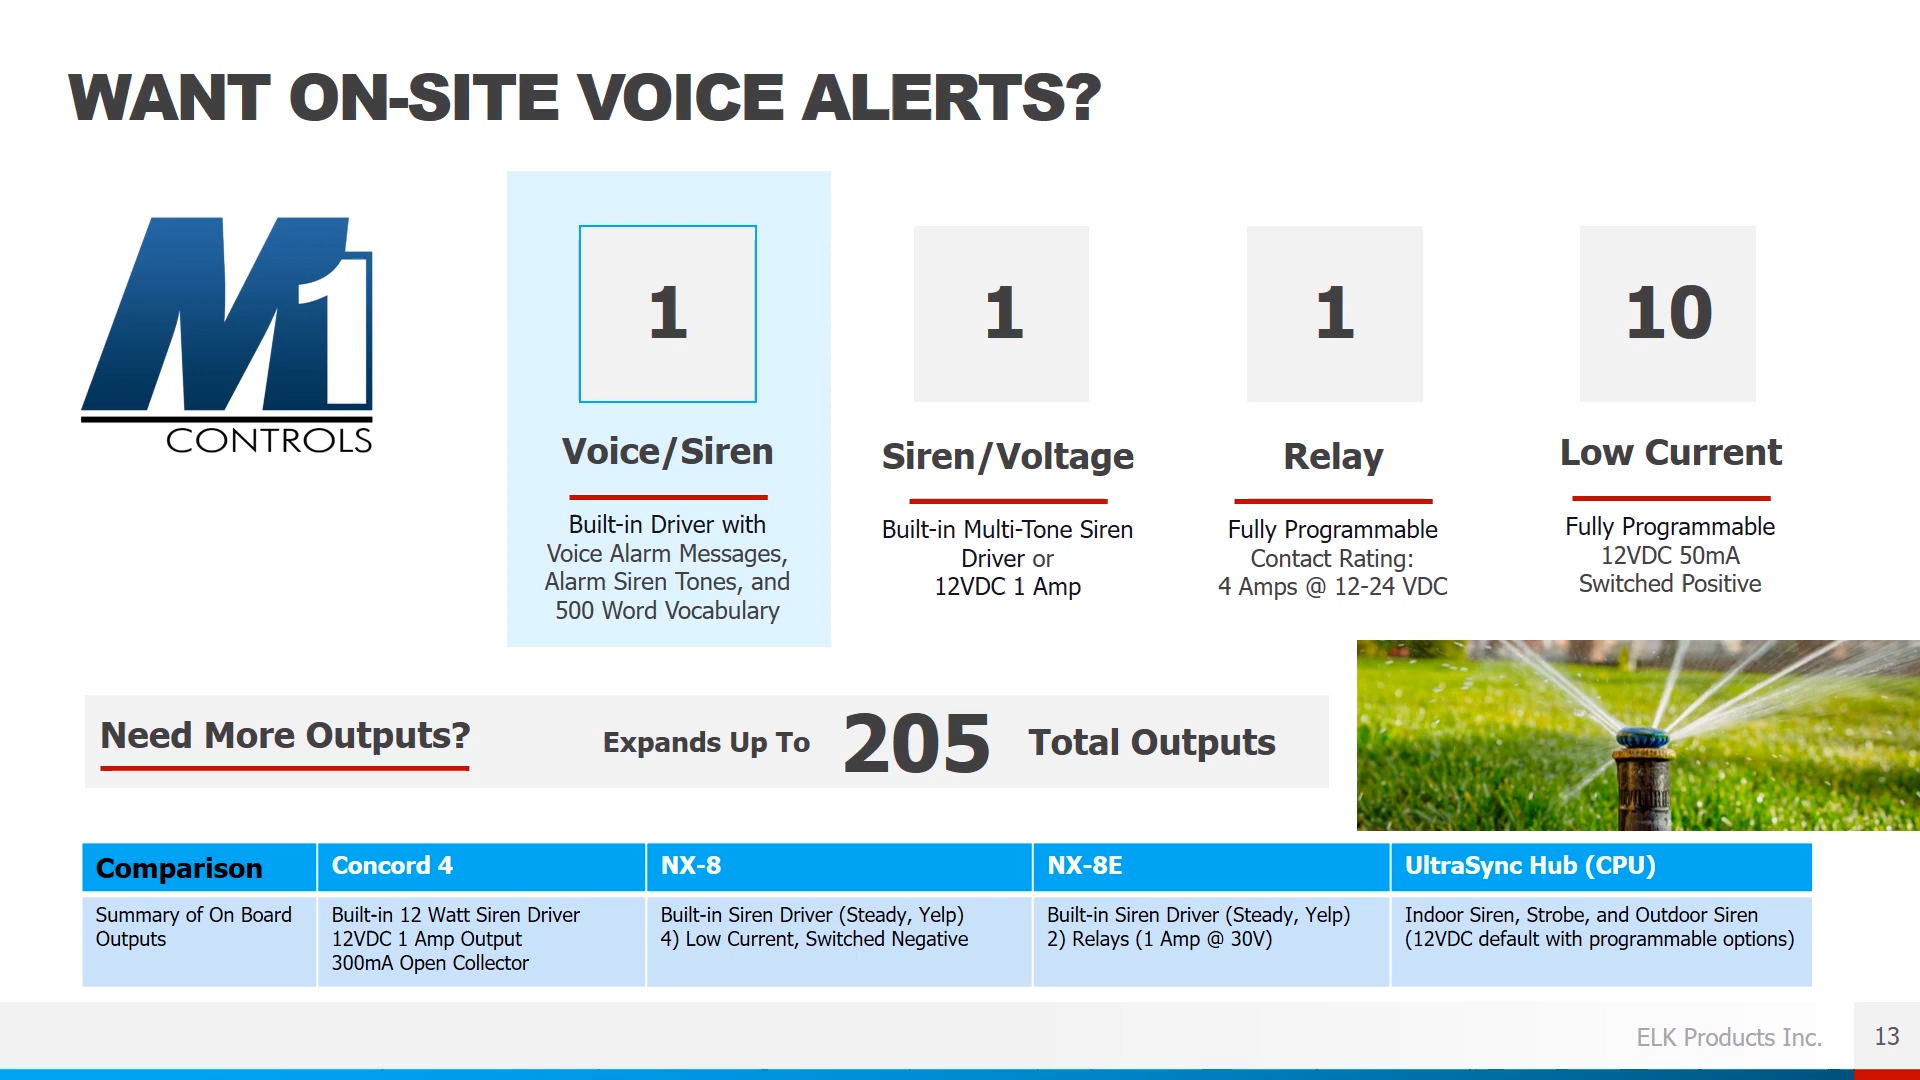 WANT ON-SITE VOICE ALERTS?
M1
CONTROLS
1
Voice/Siren
Built-in Driver with
Voice Alarm Messages,
Alarm Siren Tones, and
500 Word Vocabulary
1
Siren/Voltage
Built-in Multi-Tone Siren
Driver or
12VDC 1 Amp
1
Relay
Fully Programmable
Contact Rating:
4 Amps @ 12-24 VDC
10
Low Current
Fully Programmable
12VDC 50mA
Switched Positive
Need More Outputs?
Expands Up To 205 Total Outputs
Comparison
Concord 4
NX-8
NX-8E
UltraSync Hub (CPU)
Summary of On Board
Outputs
Built-in 12 Watt Siren Driver
12VDC 1 Amp Output
300mA Open Collector
Built-in Siren Driver (Steady, Yelp)
4) Low Current, Switched Negative
Built-in Siren Driver (Steady, Yelp)
2) Relays (1 Amp @ 30V)
Indoor Siren, Strobe, and Outdoor Siren
(12VDC default with programmable options)
ELK Products Inc.
13